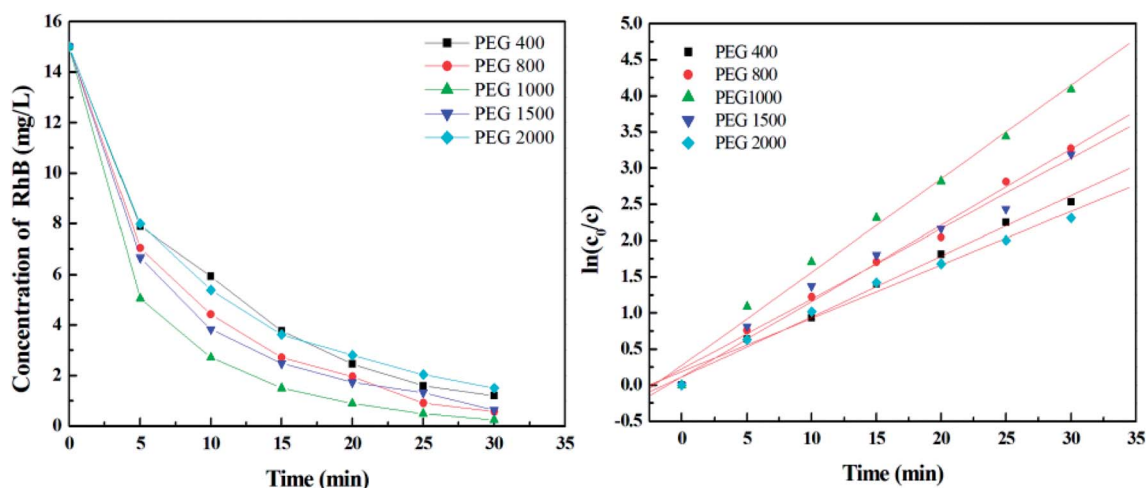 Concentration of RhB (mg/L)
16
14
12
10
8
6
4
2
0
0 5 10 15 20 25 30 35
Time (min)
PEG 400
PEG 800
PEG 1000
PEG 1500
PEG 2000
ln(c0/c)
5.0
4.5
4.0
3.5
3.0
2.5
2.0
1.5
1.0
0.5
0.0
-0.5
0 5 10 15 20 25 30 35
Time (min)
PEG 400
PEG 800
PEG1000
PEG 1500
PEG 2000